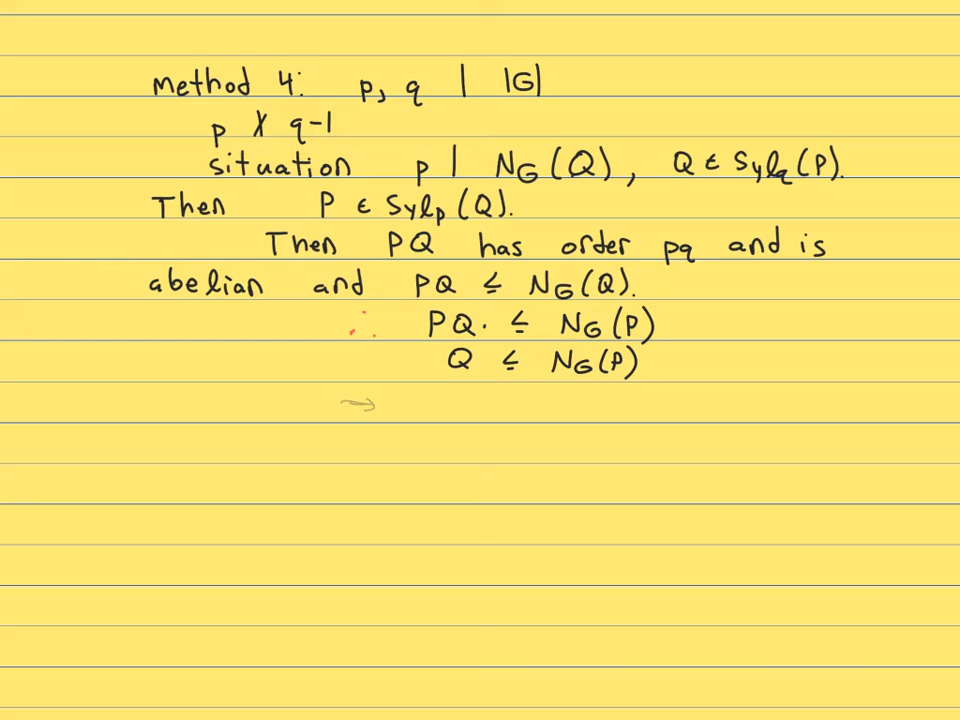 Method 4: p, q | |G|
p ∤ q-1
situation p | N_G(Q), Q ∈ Syl_q(P).
Then P ∈ Syl_p(Q).
Then PQ has order pq and is
abelian and PQ ≤ N_G(Q).
∴ PQ. ≤ N_G(P)
Q ≤ N_G(P)
→